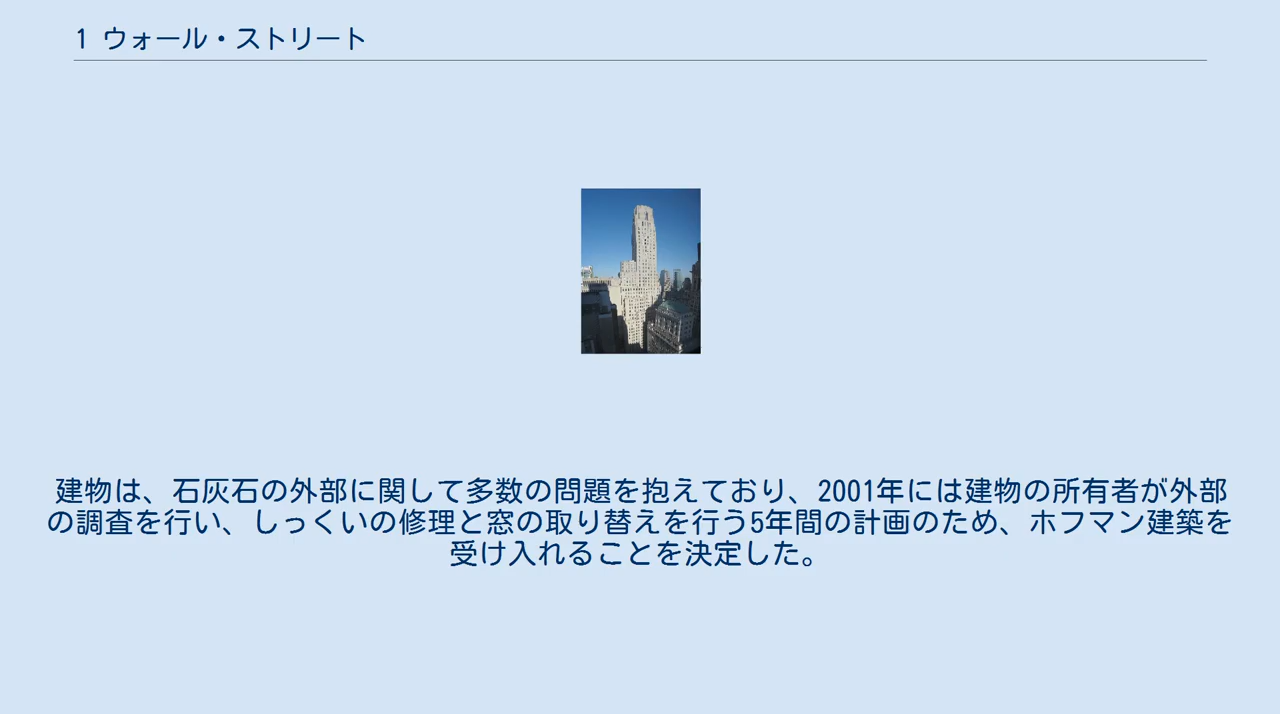 1 ウォール・ストリート
建物は、石灰石の外部に関して多数の問題を抱えており、2001年には建物の所有者が外部
の調査を行い、しっくいの修理と窓の取り替えを行う5年間の計画のため、ホフマン建築を
受け入れることを決定した。